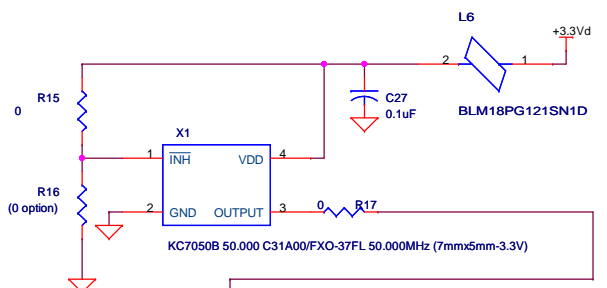 L6
+3.3Vd
2
1
BLM18PG121SN1D
R15
0
C27
0.1uF
X1
1
INH
VDD
4
R16
(0 option)
2
GND
OUTPUT
3
0
R17
KC7050B 50.000 C31A00/FXO-37FL 50.000MHz (7mmx5mm-3.3V)